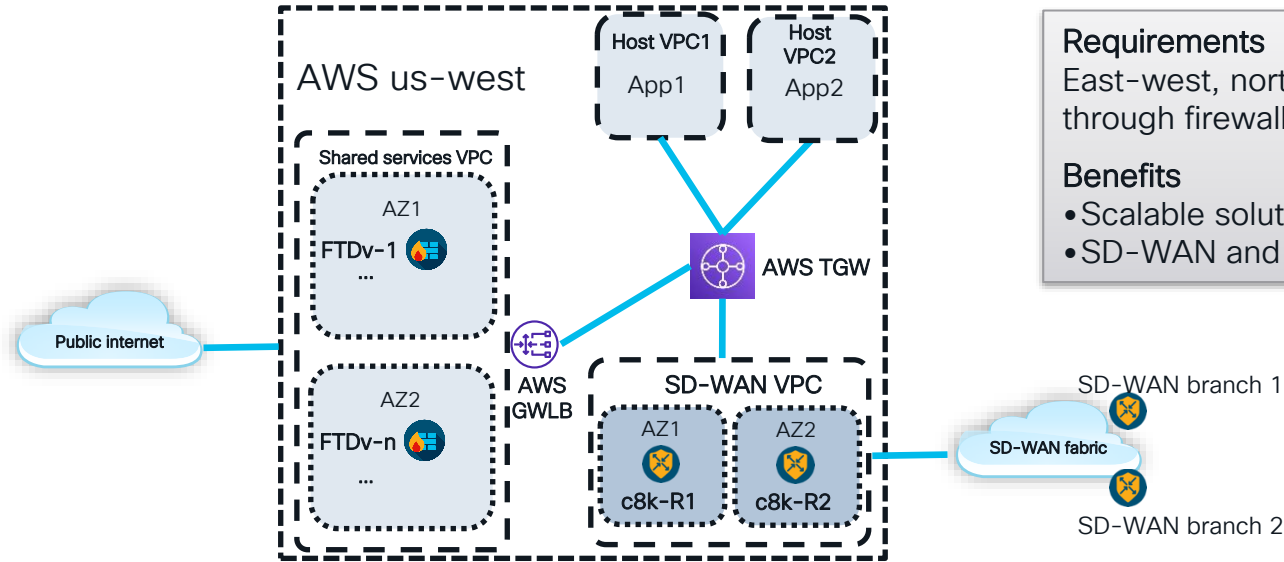 AWS us-west
Host VPC1
App1
Host
VPC2
App2
Requirements
East-west, nort
through firewall
Benefits
•Scalable solut
•SD-WAN and
Shared services VPC
AZ1
FTDv-1
...
AZ2
FTDv-n
...
Public internet
AWS
GWLB
AWS TGW
SD-WAN VPC
AZ1
c8k-R1
AZ2
c8k-R2
SD-WAN fabric
SD-WAN branch 1
SD-WAN branch 2